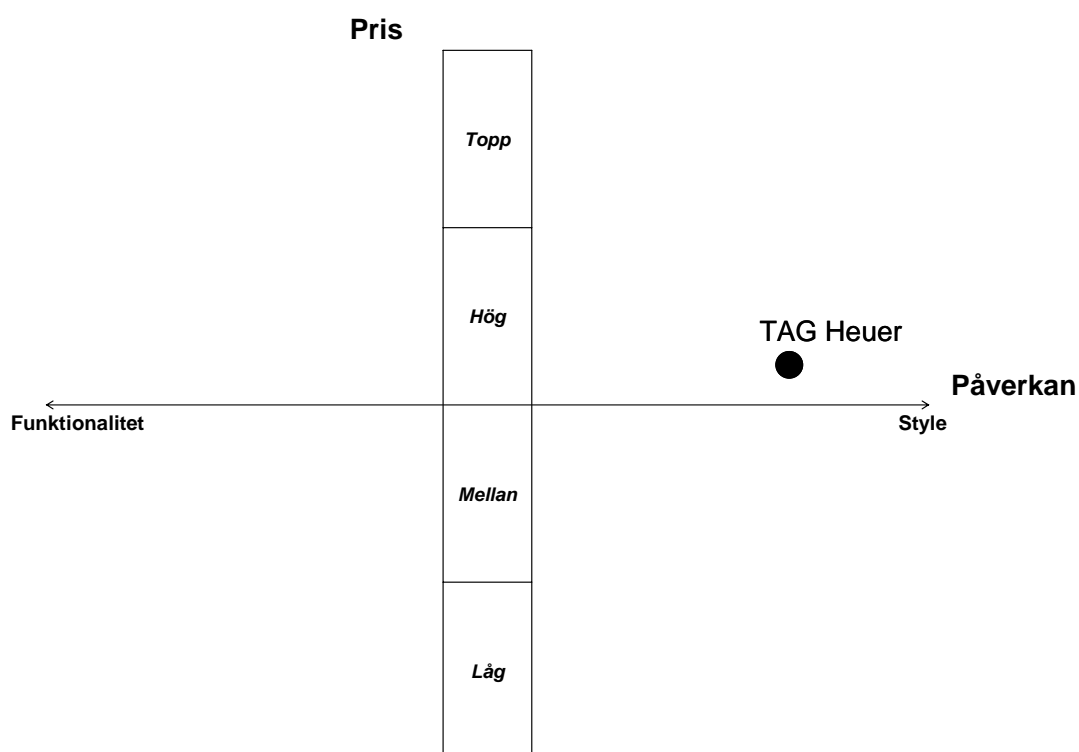 Pris
Topp
Hög
TAG Heuer
Påverkan
Funktionalitet
Style
Mellan
Låg